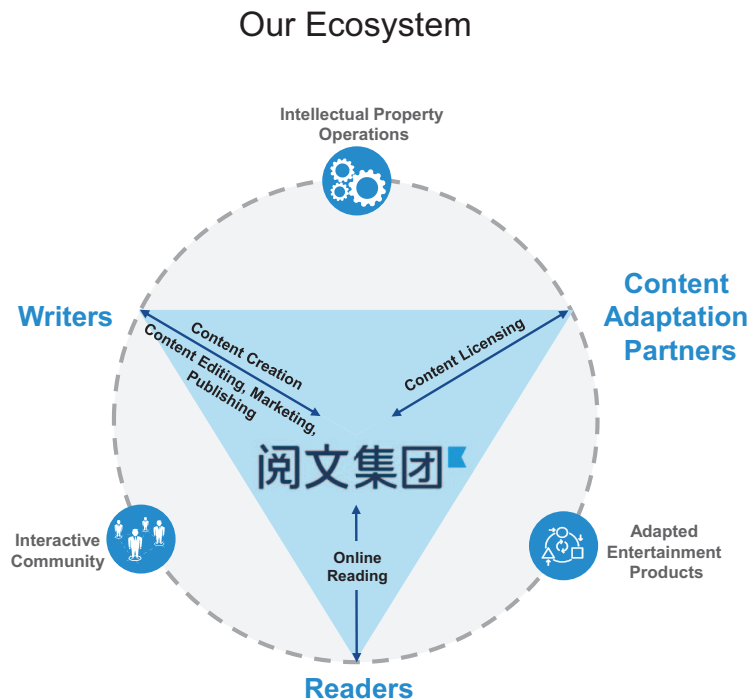 Our Ecosystem
Intellectual Property
Operations
Writers
Content
Adaptation
Partners
Content Creation
Content Editing, Marketing,
Publishing
Content Licensing
阅文集团
Interactive
Community
Online
Reading
Adapted
Entertainment
Products
Readers